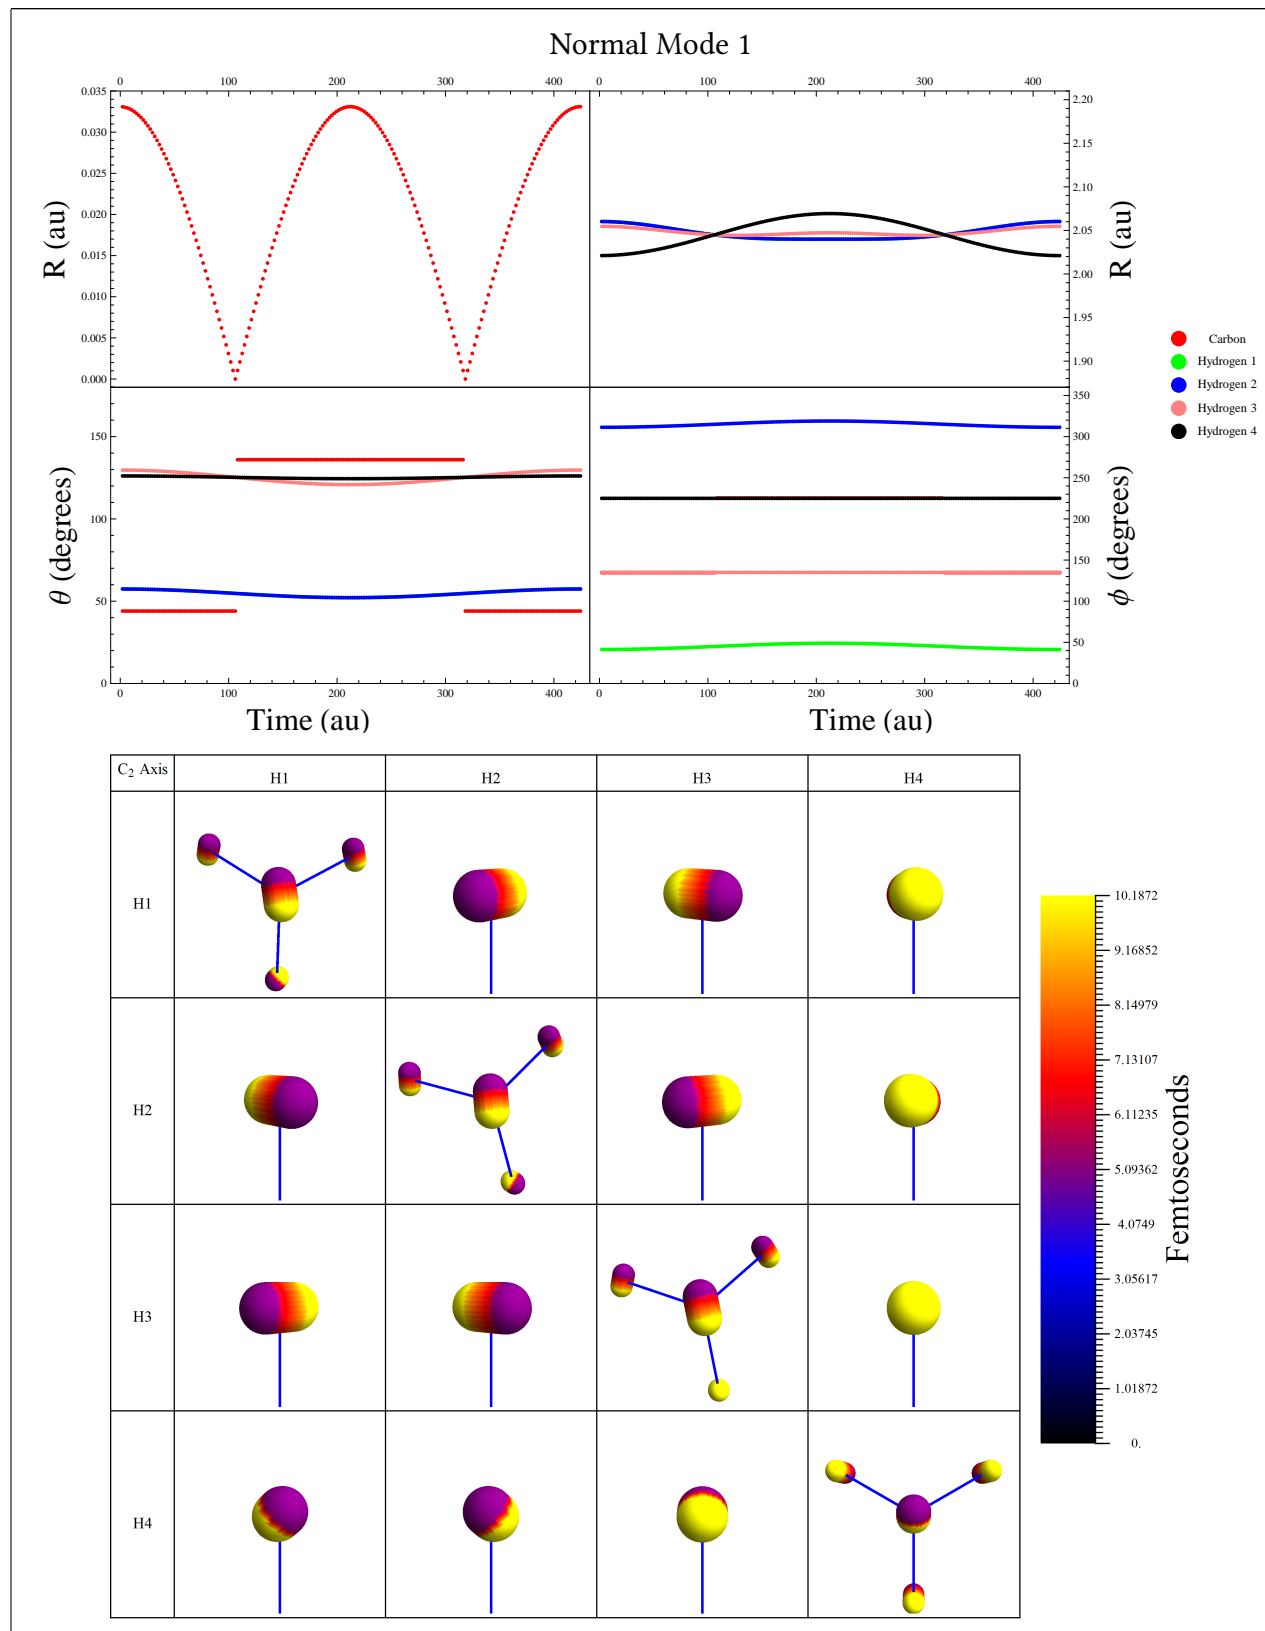 Normal Mode 1
0 100 200 300 400
0 100 200 300 400
0.035
0.030
0.025
0.020
0.015
0.010
0.005
0.000
R (au)
2.20
2.15
2.10
2.05
2.00
1.95
1.90
R (au)
Carbon
Hydrogen 1
Hydrogen 2
Hydrogen 3
Hydrogen 4
150
100
50
0
θ (degrees)
350
300
250
200
150
100
50
0
ϕ (degrees)
0 100 200 300 400
0 100 200 300 400
Time (au)
Time (au)
C2 Axis H1 H2 H3 H4
H1
H2
H3
H4
10.1872
9.16852
8.14979
7.13107
6.11235
5.09362
4.0749
3.05617
2.03745
1.01872
0.
Femtoseconds